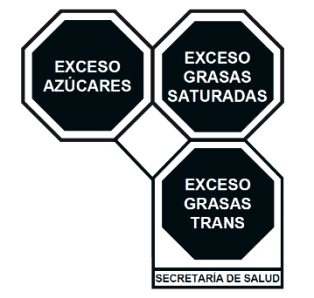 EXCESO
AZÚCARES
EXCESO
GRASAS
SATURADAS
EXCESO
GRASAS
TRANS
SECRETARÍA DE SALUD